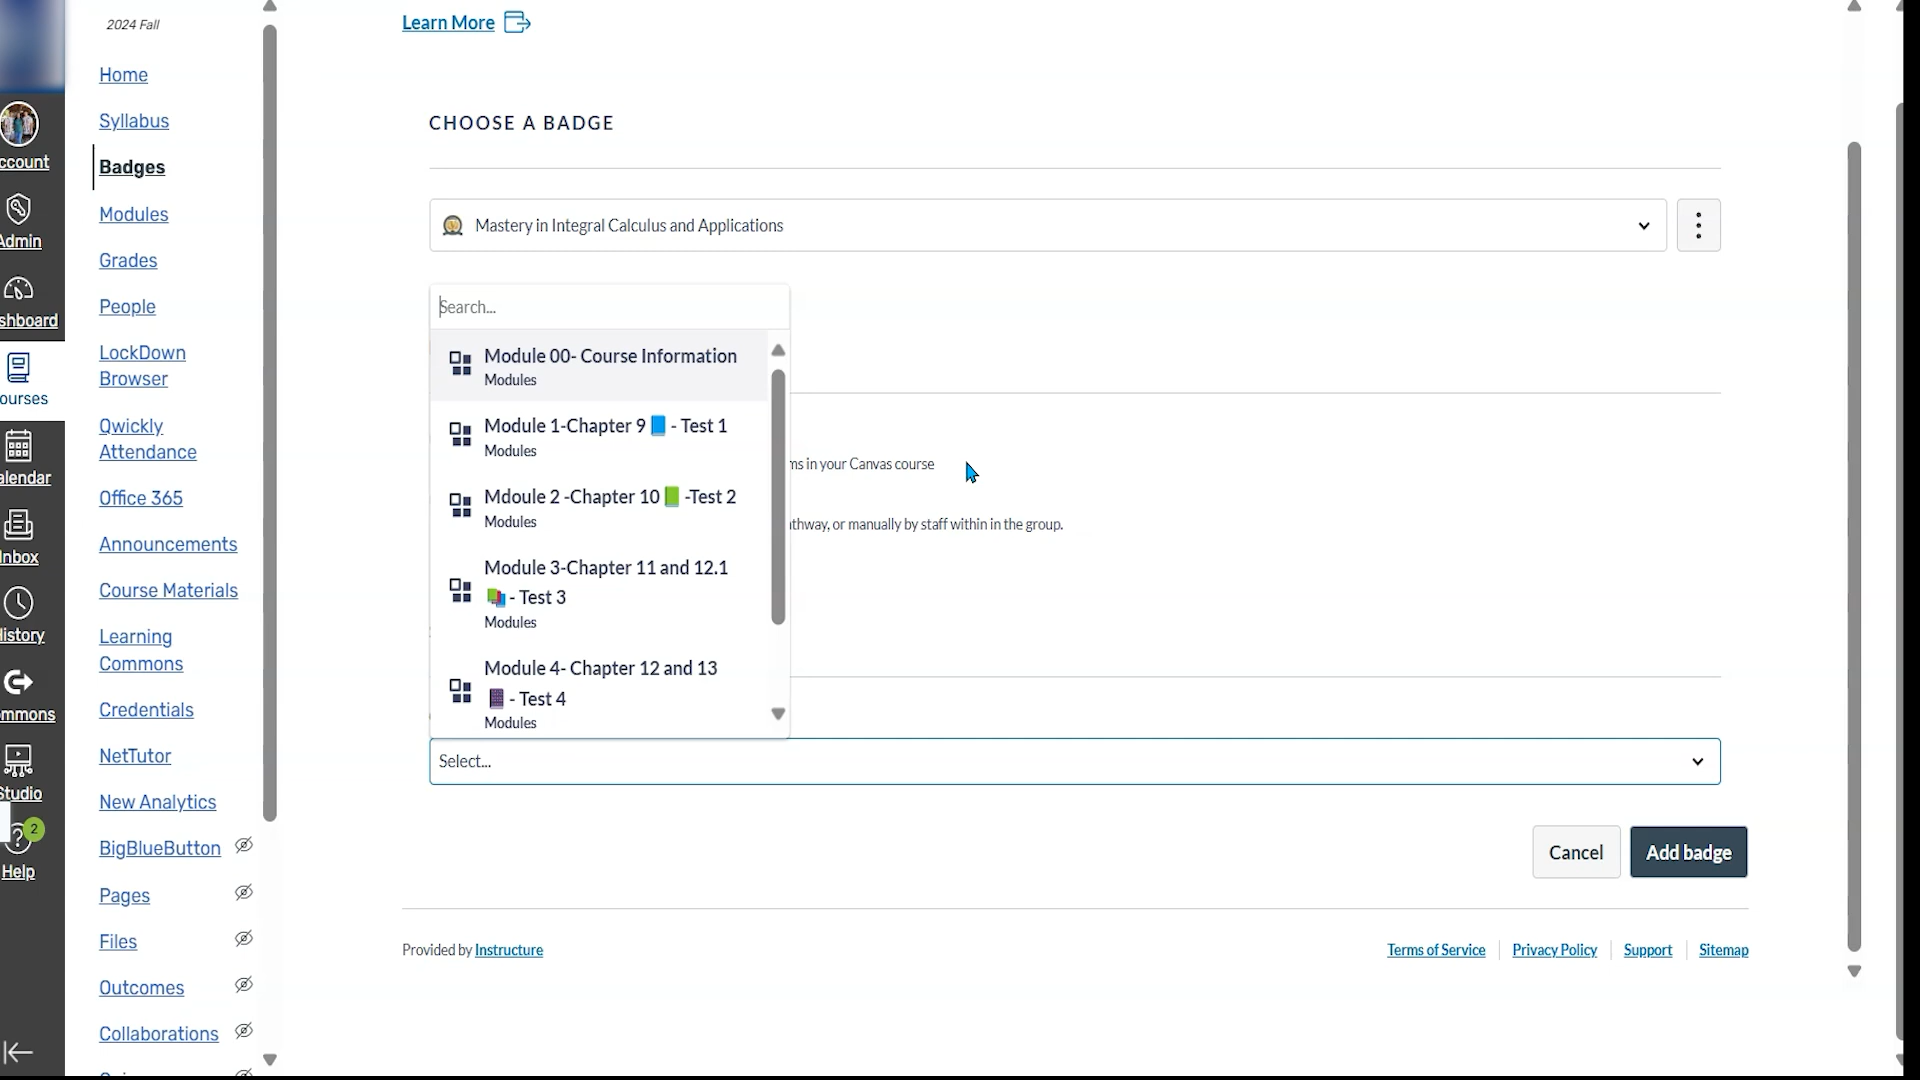 2024 Fall
Home
Syllabus
Badges
Modules
Grades
People
LockDown
Browser
Qwickly
Attendance
Office 365
Announcements
Course Materials
Learning
Commons
Credentials
NetTutor
New Analytics
BigBlueButton
Pages
Files
Outcomes
Collaborations
ccount
Admin
shboard
ourses
alendar
Inbox
History
mmons
Studio
2
Help
Learn More
CHOOSE A BADGE
Mastery in Integral Calculus and Applications
Search...
Module 00- Course Information
Modules
Module 1-Chapter 9 📘 - Test 1
Modules
Mdoule 2 -Chapter 10 📗 -Test 2
Modules
Module 3-Chapter 11 and 12.1
📚 - Test 3
Modules
Module 4- Chapter 12 and 13
📓 - Test 4
Modules
ms in your Canvas course
thway, or manually by staff within in the group.
Select...
Cancel
Add badge
Provided by Instructure
Terms of Service
Privacy Policy
Support
Sitemap